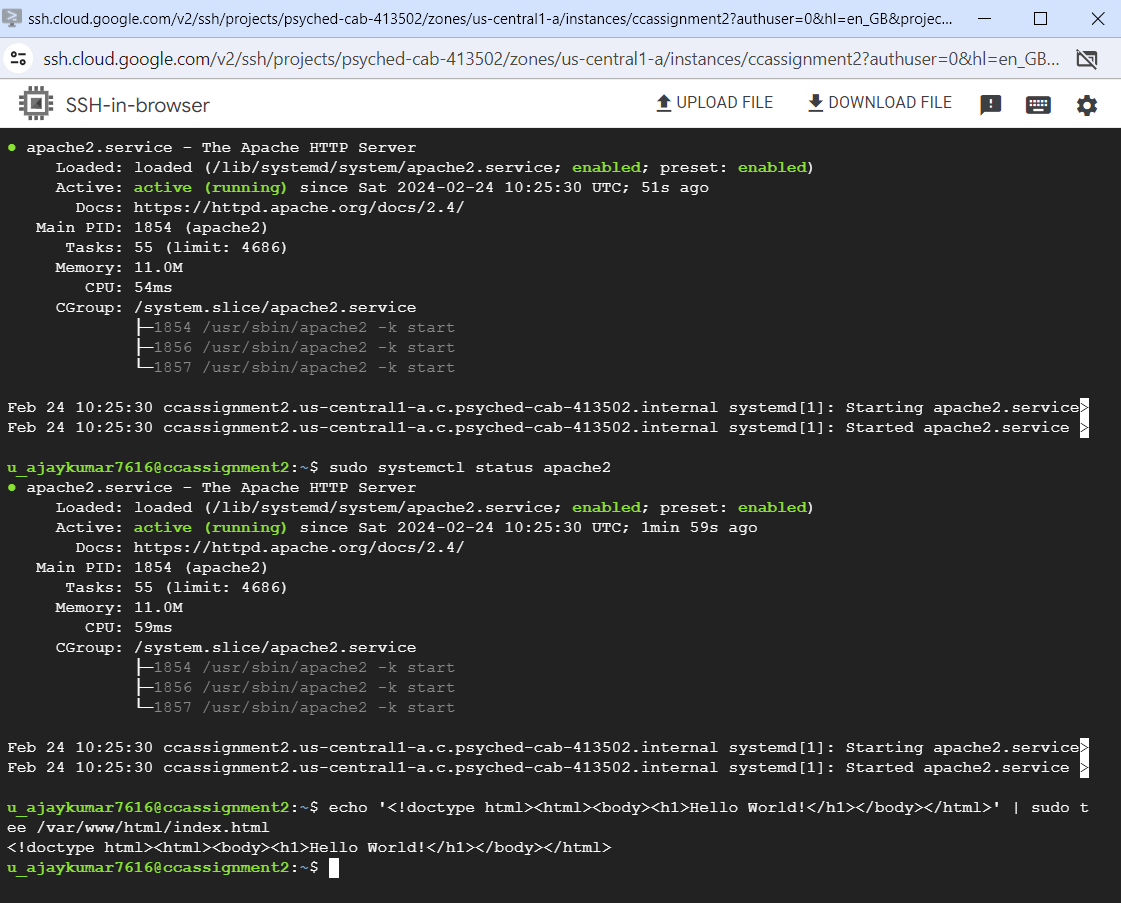 ssh.cloud.google.com/v2/ssh/projects/psyched-cab-413502/zones/us-central1-a/instances/ccassignment2?authuser=0&hl=en_GB&projec...
ssh.cloud.google.com/v2/ssh/projects/psyched-cab-413502/zones/us-central1-a/instances/ccassignment2?authuser=0&hl=en_GB...
SSH-in-browser UPLOAD FILE DOWNLOAD FILE
● apache2.service - The Apache HTTP Server
     Loaded: loaded (/lib/systemd/system/apache2.service; enabled; preset: enabled)
     Active: active (running) since Sat 2024-02-24 10:25:30 UTC; 51s ago
       Docs: https://httpd.apache.org/docs/2.4/
   Main PID: 1854 (apache2)
      Tasks: 55 (limit: 4686)
     Memory: 11.0M
        CPU: 54ms
     CGroup: /system.slice/apache2.service
             ├─1854 /usr/sbin/apache2 -k start
             ├─1856 /usr/sbin/apache2 -k start
             └─1857 /usr/sbin/apache2 -k start
Feb 24 10:25:30 ccassignment2.us-central1-a.c.psyched-cab-413502.internal systemd[1]: Starting apache2.service>
Feb 24 10:25:30 ccassignment2.us-central1-a.c.psyched-cab-413502.internal systemd[1]: Started apache2.service >
u_ajaykumar7616@ccassignment2:~$ sudo systemctl status apache2
● apache2.service - The Apache HTTP Server
     Loaded: loaded (/lib/systemd/system/apache2.service; enabled; preset: enabled)
     Active: active (running) since Sat 2024-02-24 10:25:30 UTC; 1min 59s ago
       Docs: https://httpd.apache.org/docs/2.4/
   Main PID: 1854 (apache2)
      Tasks: 55 (limit: 4686)
     Memory: 11.0M
        CPU: 59ms
     CGroup: /system.slice/apache2.service
             ├─1854 /usr/sbin/apache2 -k start
             ├─1856 /usr/sbin/apache2 -k start
             └─1857 /usr/sbin/apache2 -k start
Feb 24 10:25:30 ccassignment2.us-central1-a.c.psyched-cab-413502.internal systemd[1]: Starting apache2.service>
Feb 24 10:25:30 ccassignment2.us-central1-a.c.psyched-cab-413502.internal systemd[1]: Started apache2.service >
u_ajaykumar7616@ccassignment2:~$ echo '<!doctype html><html><body><h1>Hello World!</h1></body></html>' | sudo t
ee /var/www/html/index.html
<!doctype html><html><body><h1>Hello World!</h1></body></html>
u_ajaykumar7616@ccassignment2:~$